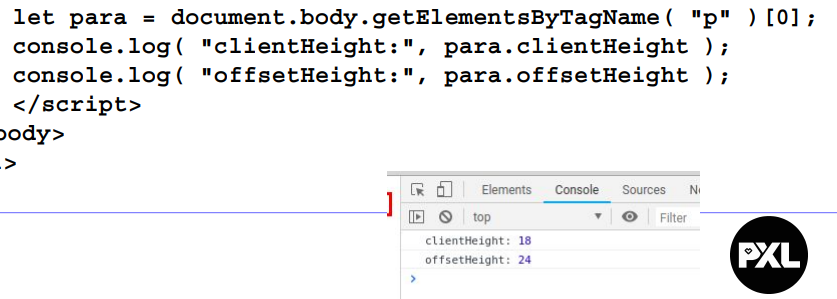 let para = document.body.getElementsByTagName( "p" )[0];
console.log( "clientHeight:", para.clientHeight );
console.log( "offsetHeight:", para.offsetHeight );
</script>
body>
>
]
Elements Console Sources
top Filter
clientHeight: 18
offsetHeight: 24
>
PXL